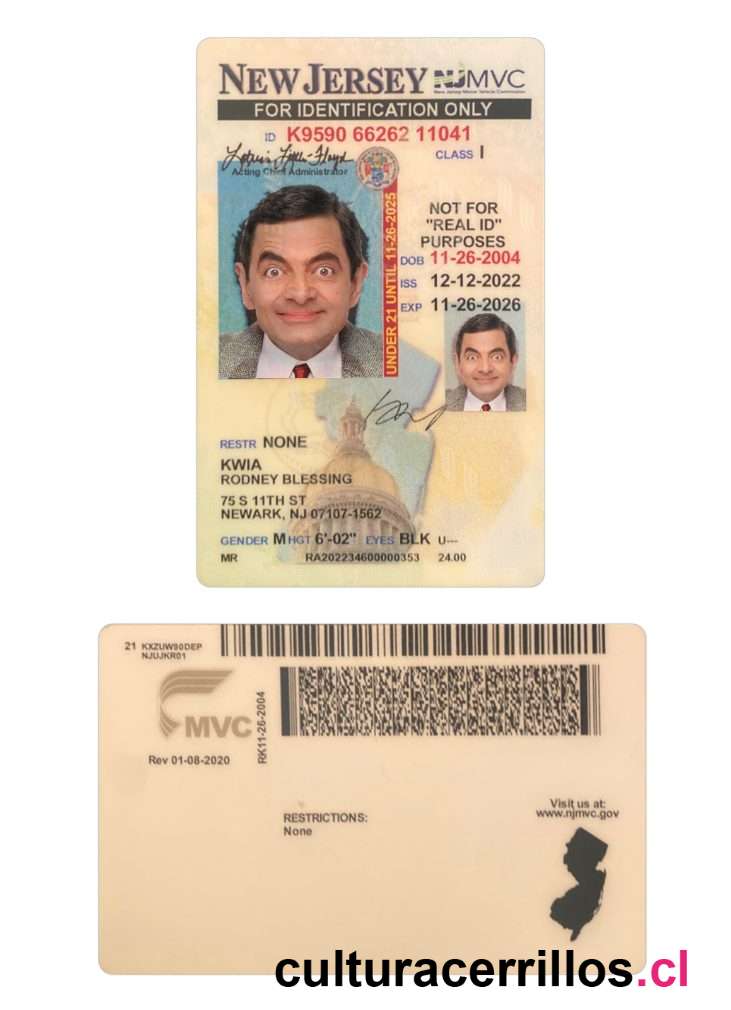 NEW JERSEY NJMVC
New Jersey Motor Vehicle Commission
FOR IDENTIFICATION ONLY
ID K9590 66262 11041
CLASS I
Acting Chief Administrator
NOT FOR
"REAL ID"
PURPOSES
UNDER 21 UNTIL 11-26-2025
DOB 11-26-2004
ISS 12-12-2022
EXP 11-26-2026
RESTR NONE
KWIA
RODNEY BLESSING
75 S 11TH ST
NEWARK, NJ 07107-1562
GENDER M HGT 6'-02" EYES BLK U---
MR RA202234600000353 24.00
21 KXZUW90DEP
NJUJKR01
MVC
RK11-26-2004
Rev 01-08-2020
RESTRICTIONS:
None
Visit us at:
www.njmvc.gov
culturacerrillos.cl